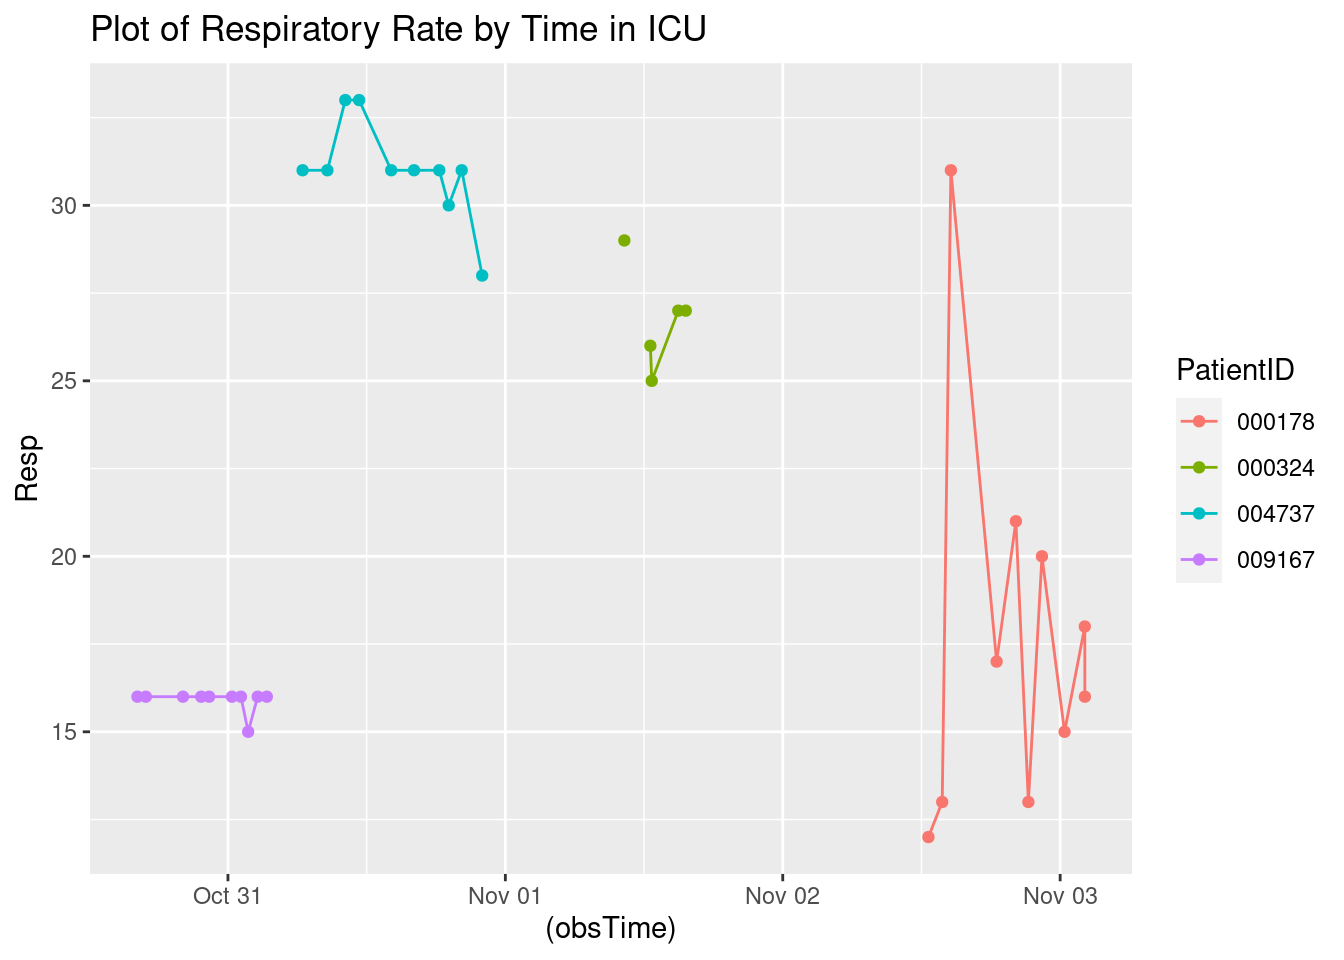 Plot of Respiratory Rate by Time in ICU
Resp
30
25
20
15
Oct 31
Nov 01
Nov 02
Nov 03
(obsTime)
PatientID
000178
000324
004737
009167